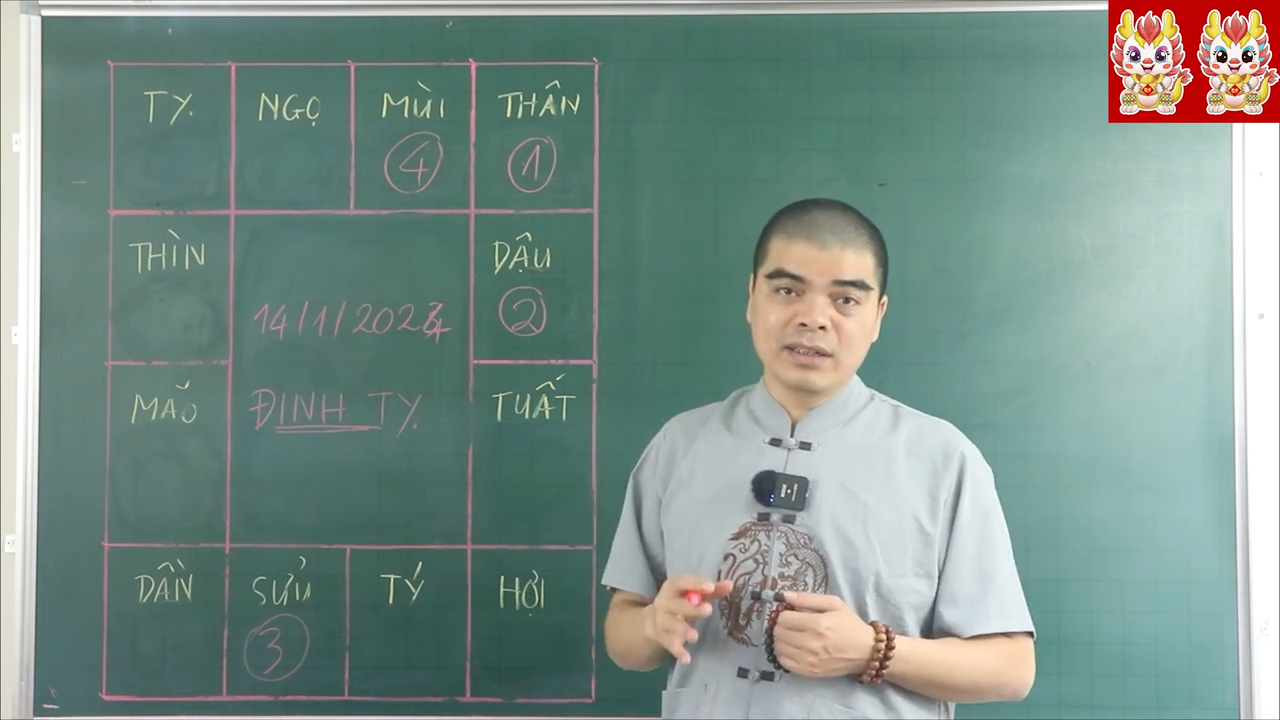 TỴ NGỌ MÙI THÂN
④ ①
THÌN DẬU
②
14/1/2024
MÃO ĐINH TỴ TUẤT
DẦN SỬU TÝ HỢI
③